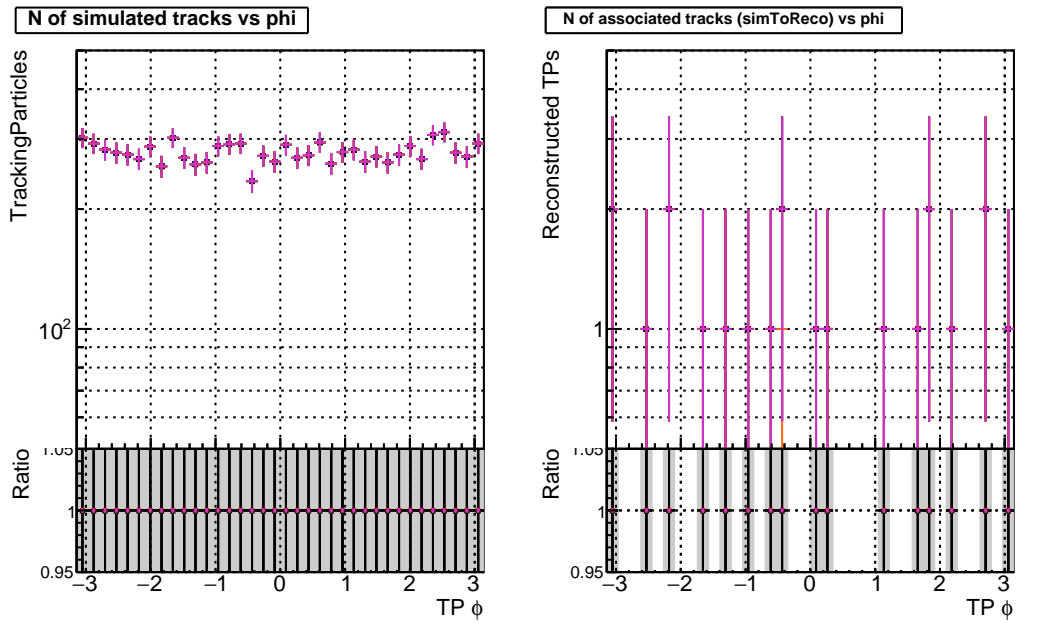 N of simulated tracks vs phi
TrackingParticles
10²
Ratio
1.05
1
0.95
−3 −2 −1 0 1 2 3
TP ϕ
N of associated tracks (simToReco) vs phi
Reconstructed TPs
1
Ratio
1.05
1
0.95
−3 −2 −1 0 1 2 3
TP ϕ